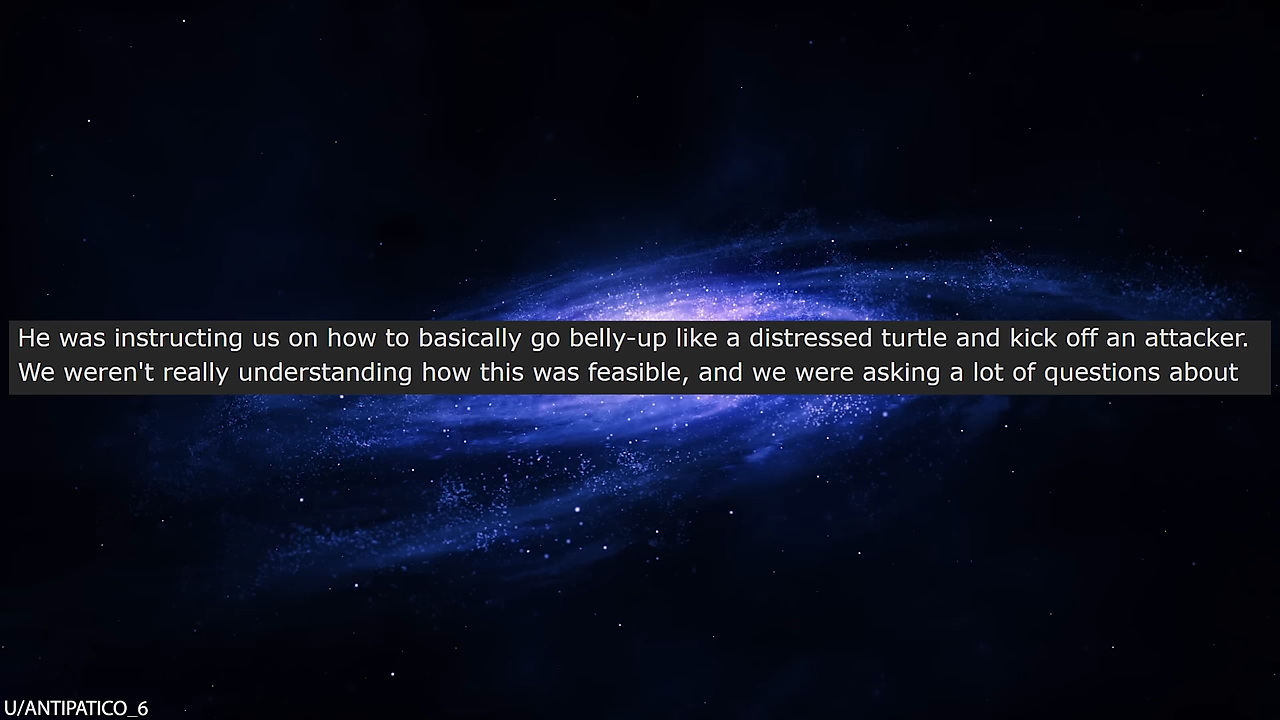 He was instructing us on how to basically go belly-up like a distressed turtle and kick off an attacker.
We weren't really understanding how this was feasible, and we were asking a lot of questions about
U/ANTIPATICO_6